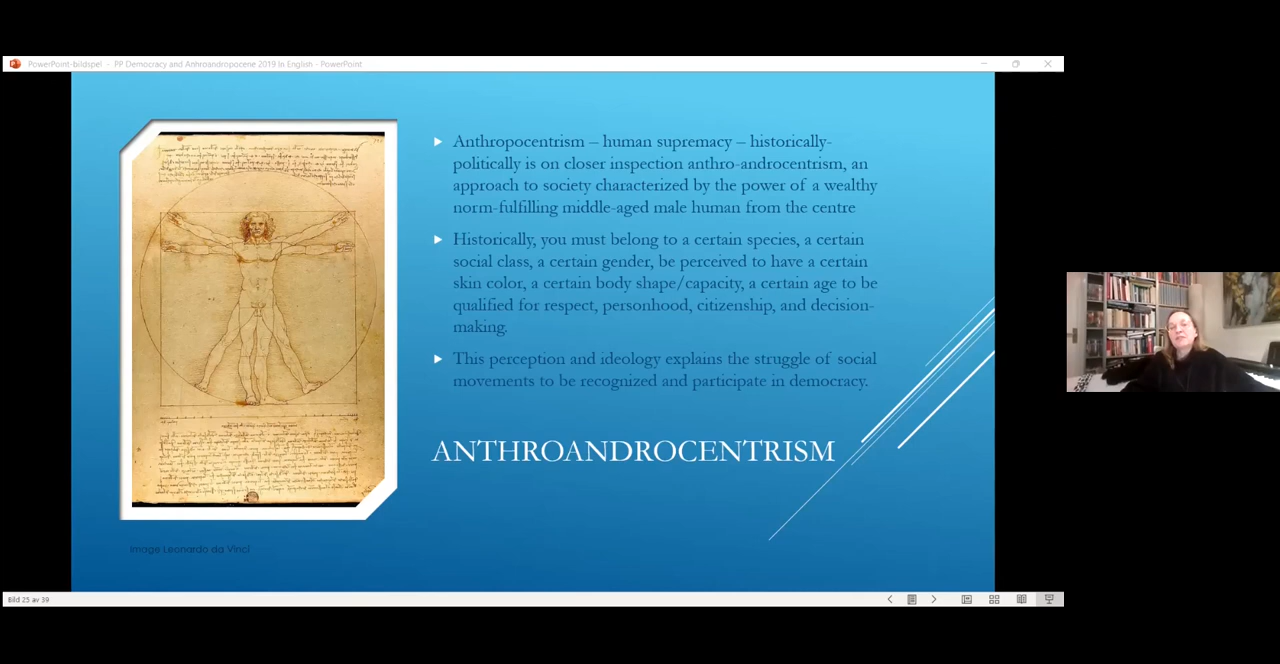 PowerPoint-bildspel - PP Democracy and Anhroandropocene 2019 In English - PowerPoint
Anthropocentrism – human supremacy – historically-
politically is on closer inspection anthro-androcentrism, an
approach to society characterized by the power of a wealthy
norm-fulfilling middle-aged male human from the centre
Historically, you must belong to a certain species, a certain
social class, a certain gender, be perceived to have a certain
skin color, a certain body shape/capacity, a certain age to be
qualified for respect, personhood, citizenship, and decision-
making.
This perception and ideology explains the struggle of social
movements to be recognized and participate in democracy.
ANTHROANDROCENTRISM
Image Leonardo da Vinci
Bild 25 av 39